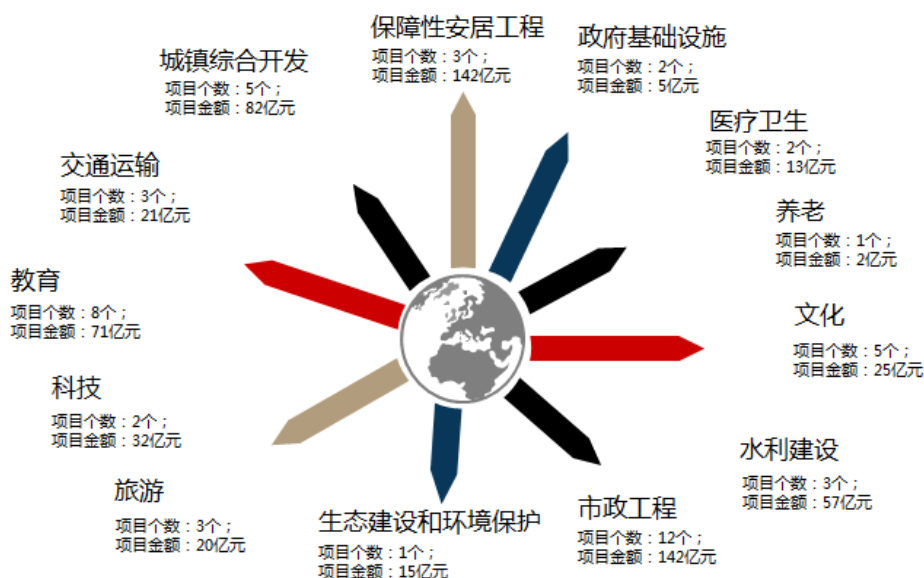 保障性安居工程
项目个数：3个；
项目金额：142亿元
政府基础设施
项目个数：2个；
项目金额：5亿元
医疗卫生
项目个数：2个；
项目金额：13亿元
养老
项目个数：1个；
项目金额：2亿元
文化
项目个数：5个；
项目金额：25亿元
水利建设
项目个数：3个；
项目金额：57亿元
市政工程
项目个数：12个；
项目金额：142亿元
生态建设和环境保护
项目个数：1个；
项目金额：15亿元
旅游
项目个数：3个；
项目金额：20亿元
科技
项目个数：2个；
项目金额：32亿元
教育
项目个数：8个；
项目金额：71亿元
交通运输
项目个数：3个；
项目金额：21亿元
城镇综合开发
项目个数：5个；
项目金额：82亿元